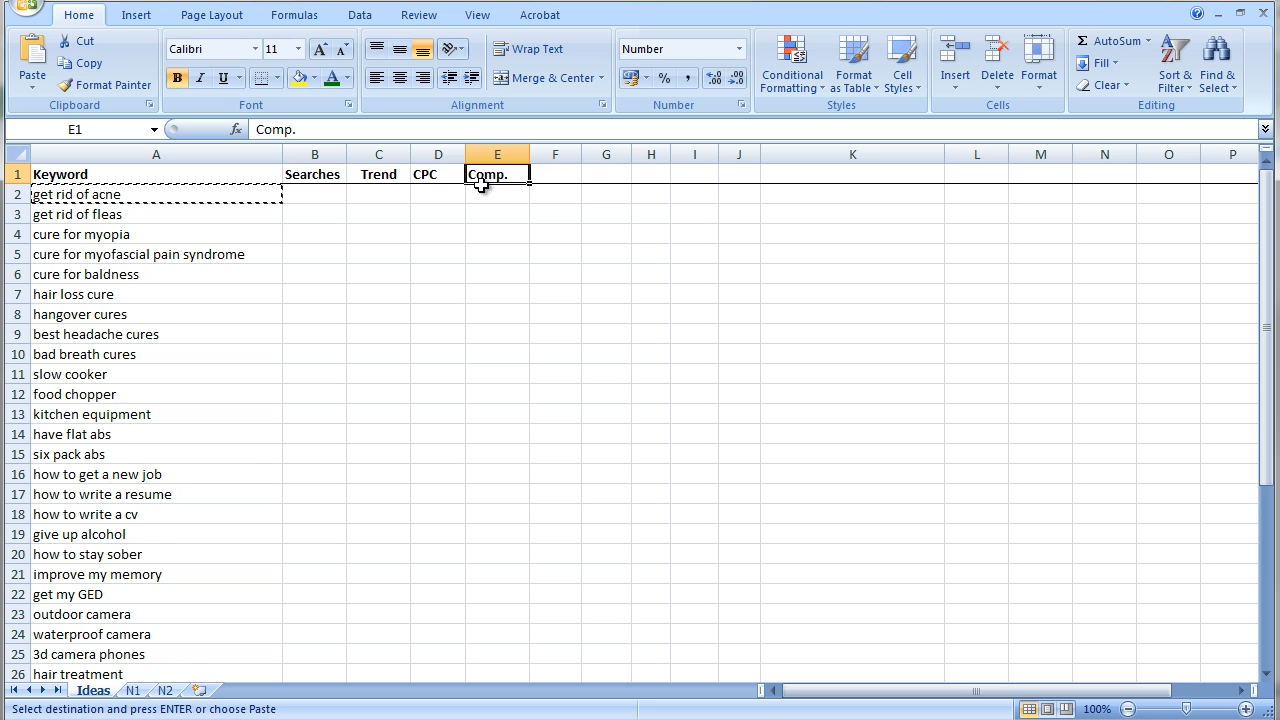 Home Insert Page Layout Formulas Data Review View Acrobat
Cut
Copy
Format Painter
Paste
Clipboard
Calibri 11
B I U
Font
Wrap Text
Merge & Center
Alignment
Number
% ,
Number
Conditional Formatting
Format as Table
Cell Styles
Styles
Insert Delete Format
Cells
Σ AutoSum
Fill
Clear
Sort & Filter
Find & Select
Editing
E1 fx Comp.
A B C D E F G H I J K L M N O P
1 Keyword Searches Trend CPC Comp.
2 get rid of acne
3 get rid of fleas
4 cure for myopia
5 cure for myofascial pain syndrome
6 cure for baldness
7 hair loss cure
8 hangover cures
9 best headache cures
10 bad breath cures
11 slow cooker
12 food chopper
13 kitchen equipment
14 have flat abs
15 six pack abs
16 how to get a new job
17 how to write a resume
18 how to write a cv
19 give up alcohol
20 how to stay sober
21 improve my memory
22 get my GED
23 outdoor camera
24 waterproof camera
25 3d camera phones
26 hair treatment
Ideas N1 N2
Select destination and press ENTER or choose Paste 100%